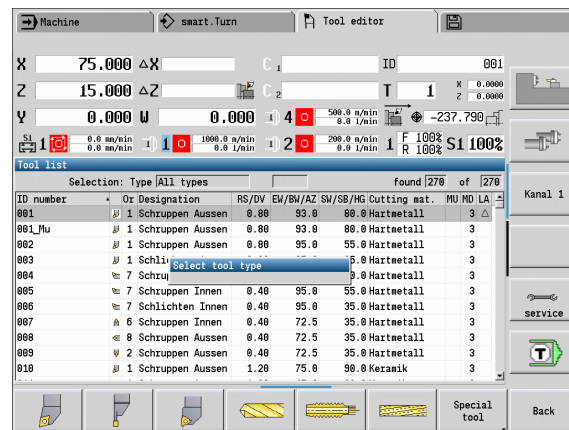 Machine smart.Turn Tool editor
X 75.000 ΔX C 1 ID 001
Z 15.000 ΔZ C 2 T 1 X 0.0000 Z 0.0000
Y 0.000 W 0.000 4 500.0 m/min 0.0 1/min -237.790
S1 1 0.0 mm/min 0.0 mm/min 1 1000.0 m/min 0.0 1/min 2 200.0 m/min 0.0 1/min 1 F 100% R 100% S1 100%
Tool list
Selection: Type All types found 270 of 270
ID number Or Designation RS/DV EW/BW/AZ SW/SB/HG Cutting mat. MU MD LA
001 1 Schruppen Aussen 0.80 93.0 80.0 Hartmetall 3
001_Mu 1 Schruppen Aussen 0.80 93.0 80.0 Hartmetall 3
002 1 Schruppen Aussen 0.80 95.0 55.0 Hartmetall 3
003 1 Hartmetall 3
Select tool type
004 7 Hartmetall 3
005 7 Schruppen Innen 0.40 95.0 55.0 Hartmetall 3
006 7 Schlichten Innen 0.40 95.0 35.0 Hartmetall 3
007 6 Schruppen Innen 0.40 72.5 35.0 Hartmetall 3
008 8 Schruppen Aussen 0.40 72.5 35.0 Hartmetall 3
009 2 Schruppen Aussen 0.40 72.5 35.0 Hartmetall 3
010 1 Schruppen Aussen 1.20 75.0 90.0 Keramik 3
Kanal 1
service
T
Special tool
Back